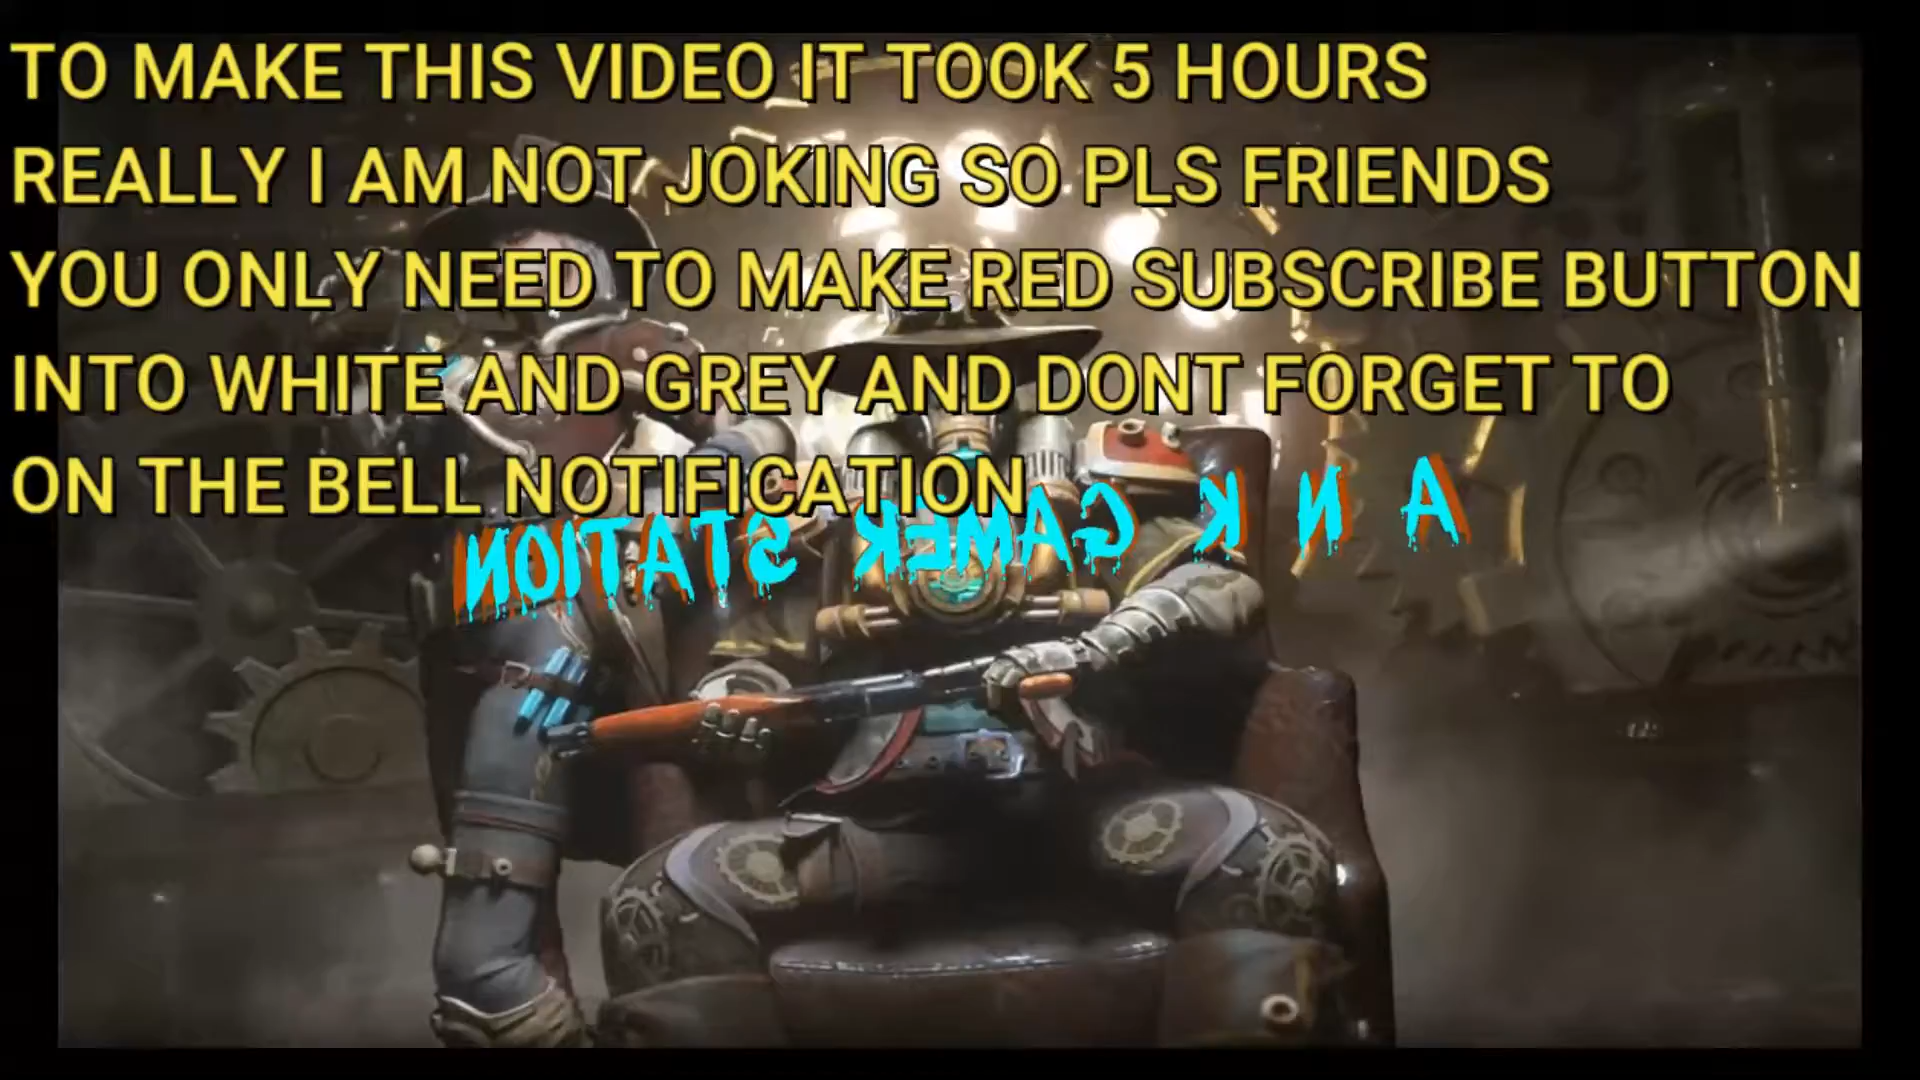 TO MAKE THIS VIDEO IT TOOK 5 HOURS
REALLY I AM NOT JOKING SO PLS FRIENDS
YOU ONLY NEED TO MAKE RED SUBSCRIBE BUTTON
INTO WHITE AND GREY AND DONT FORGET TO
ON THE BELL NOTIFICATION
A N K GAMER STATION